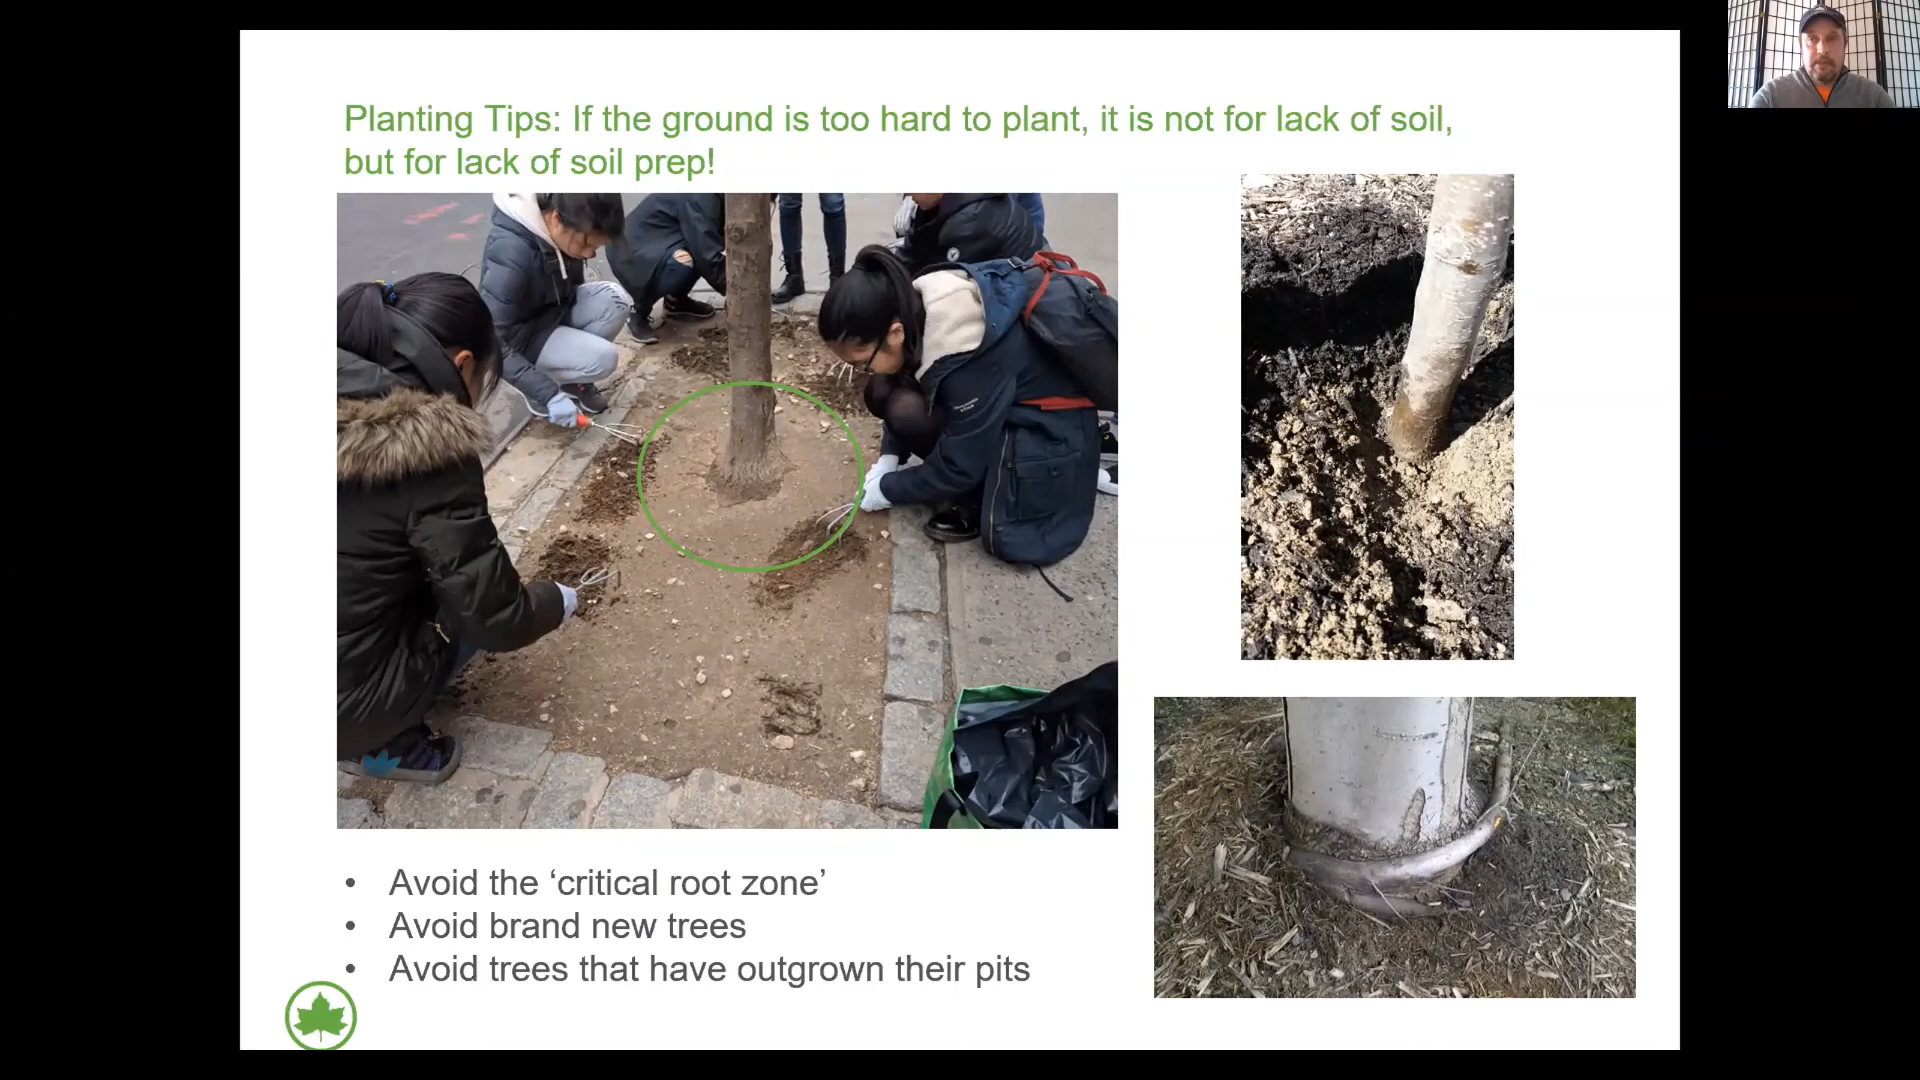 Planting Tips: If the ground is too hard to plant, it is not for lack of soil,
but for lack of soil prep!
• Avoid the ‘critical root zone’
• Avoid brand new trees
• Avoid trees that have outgrown their pits